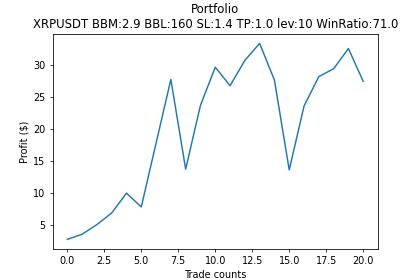 Portfolio
XRPUSDT BBM:2.9 BBL:160 SL:1.4 TP:1.0 lev:10 WinRatio:71.0
Profit ($)
30
25
20
15
10
5
0.0 2.5 5.0 7.5 10.0 12.5 15.0 17.5 20.0
Trade counts